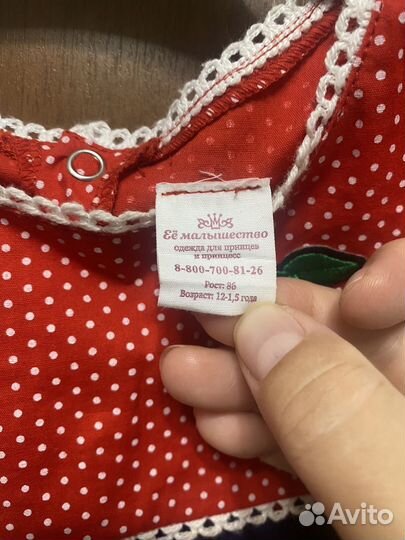 Её малышество
одежда для принцев
и принцесс
8-800-700-81-26
Рост: 86
Возраст: 12-1,5 года
Avito